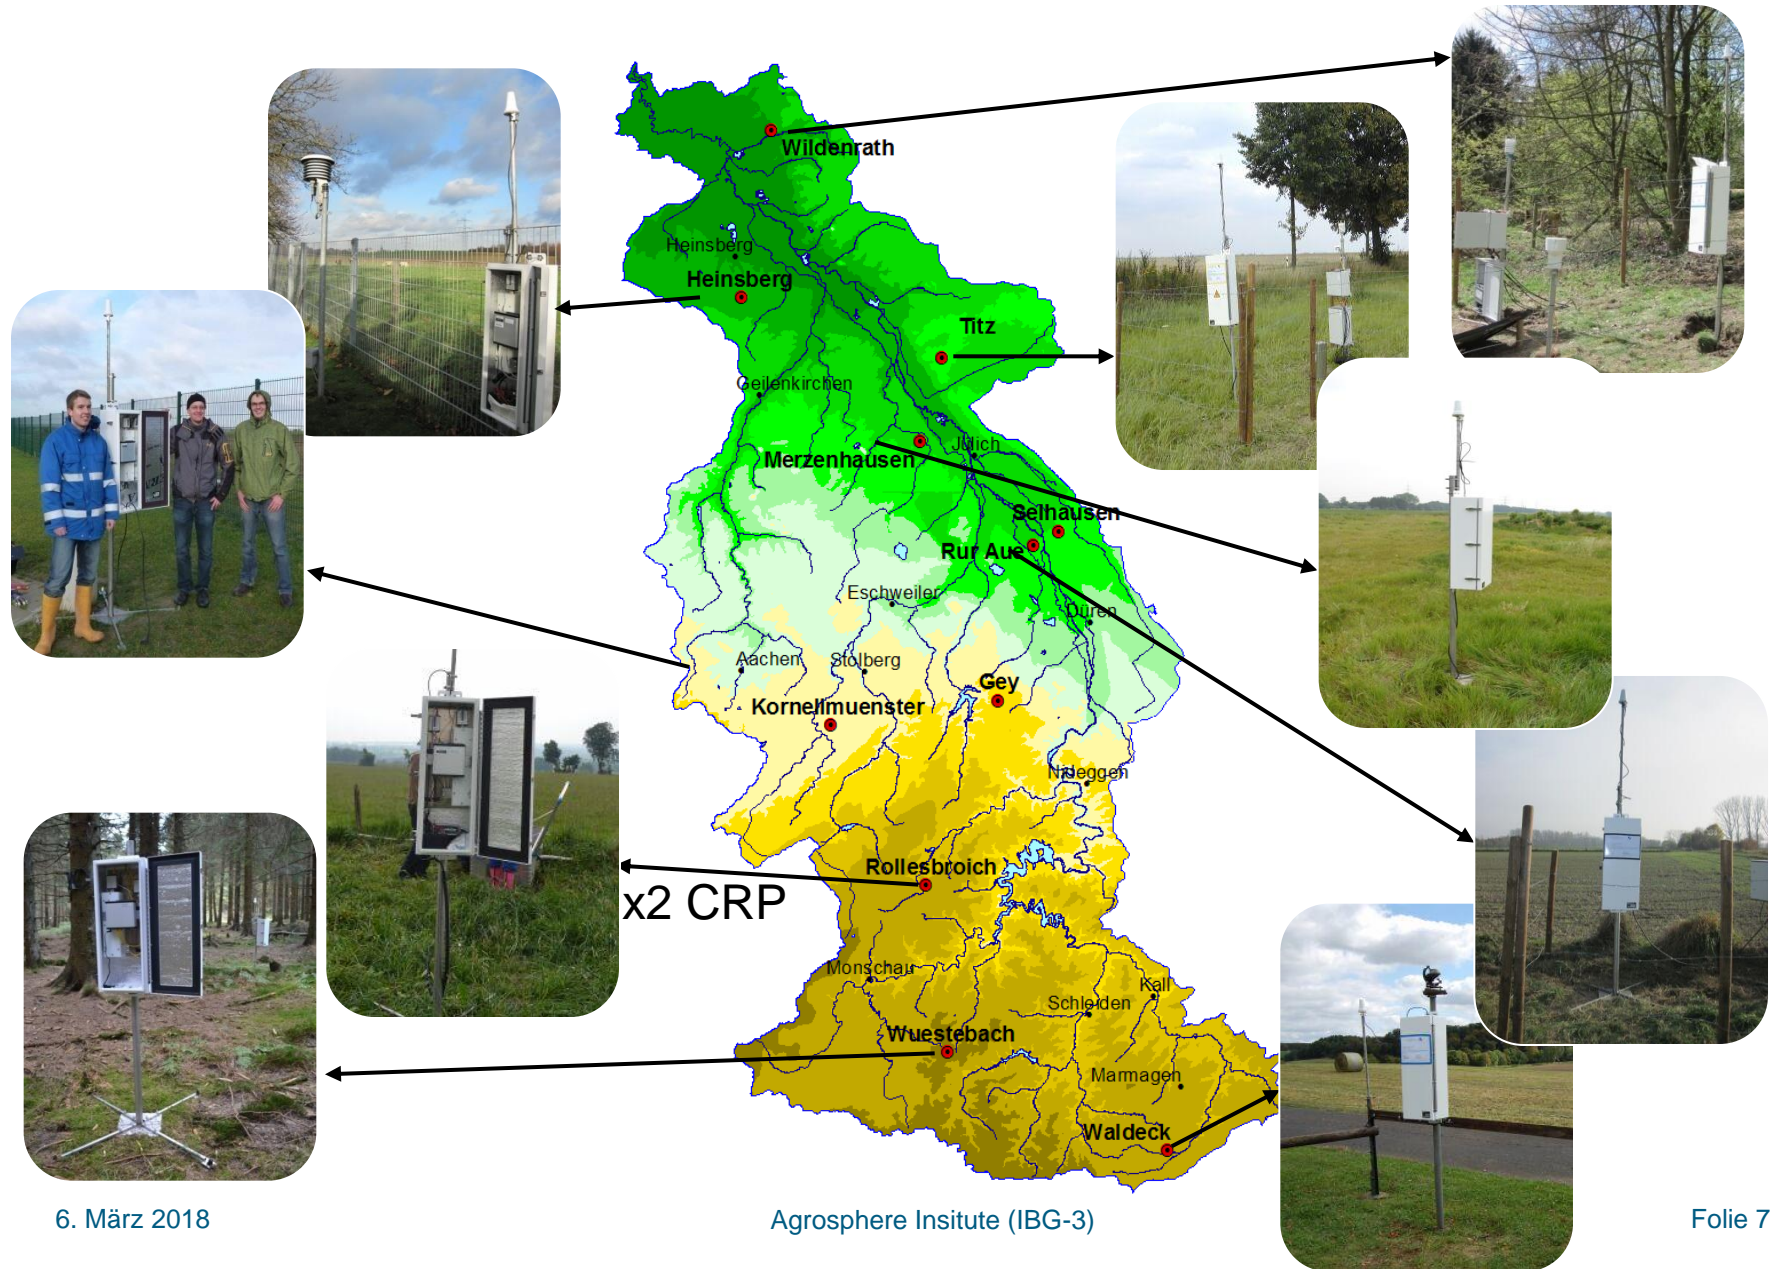 Wildenrath
Heinsberg
Heinsberg
Titz
Geilenkirchen
Jülich
Merzenhausen
Selhausen
Rur Aue
Eschweiler
Düren
Aachen
Stolberg
Gey
Kornellmuenster
Nideggen
Rollesbroich
x2 CRP
Monschau
Kall
Schleiden
Wuestebach
Marmagen
Waldeck
6. März 2018
Agrosphere Insitute (IBG-3)
Folie 7